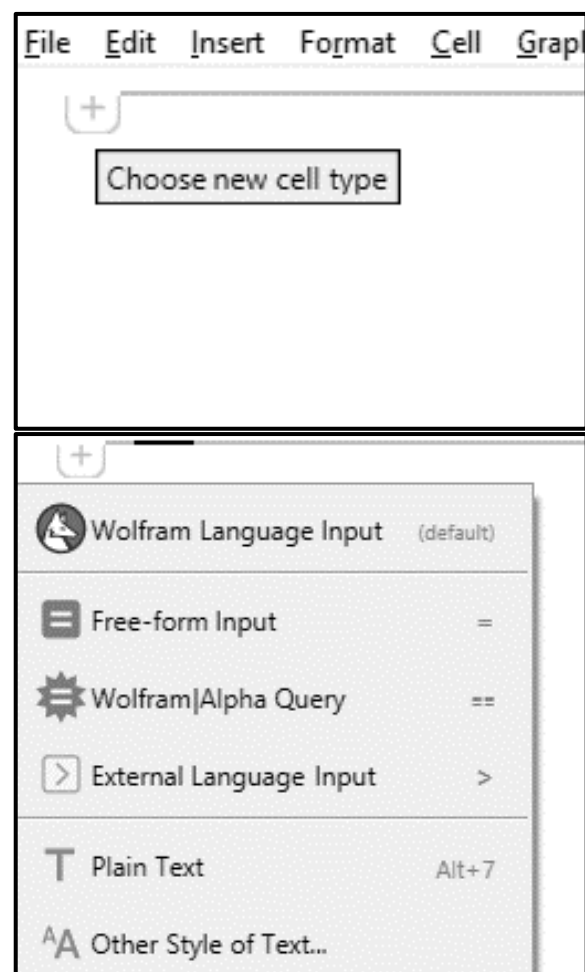 File Edit Insert Format Cell Grap
+
Choose new cell type
+
Wolfram Language Input (default)
Free-form Input =
Wolfram|Alpha Query ==
External Language Input >
Plain Text Alt+7
AA Other Style of Text...